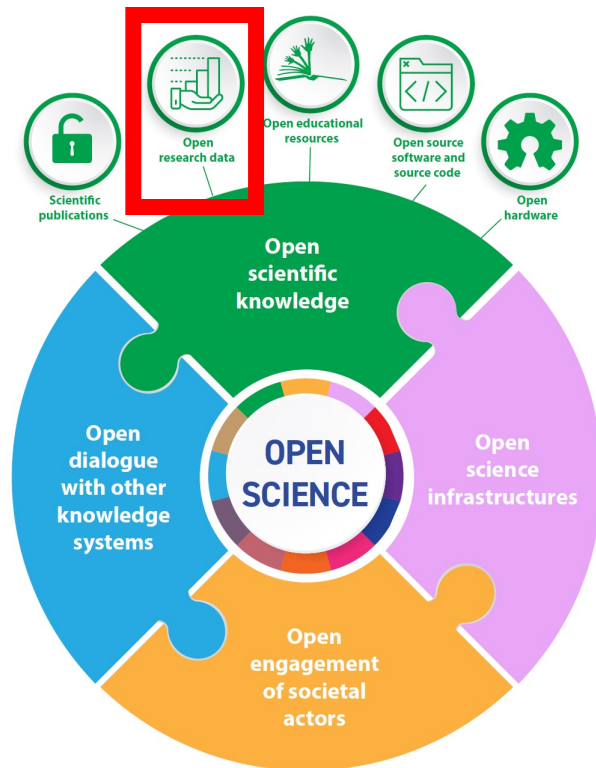 Scientific
publications
Open
research data
Open educational
resources
Open source
software and
source code
Open
hardware
Open
scientific
knowledge
Open
dialogue
with other
knowledge
systems
OPEN
SCIENCE
Open
science
infrastructures
Open
engagement
of societal
actors